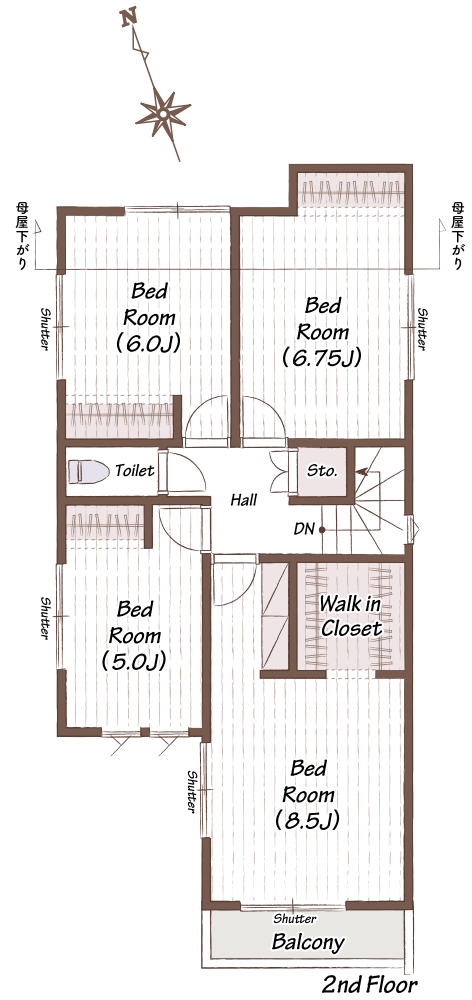 N
母屋下がり
母屋下がり
Bed
Room
(6.0J)
Bed
Room
(6.75J)
Shutter
Shutter
Toilet
Sto.
Hall
DN
Shutter
Bed
Room
(5.0J)
Walk in
Closet
Shutter
Bed
Room
(8.5J)
Shutter
Balcony
2nd Floor